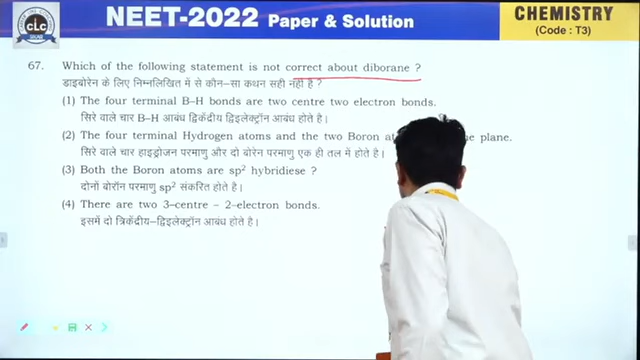 CLC
SIKAR
NEET-2022 Paper & Solution
CHEMISTRY
(Code : T3)
67. Which of the following statement is not correct about diborane ?
डाइबोरेन के लिए निम्नलिखित में से कौन-सा कथन सही नहीं है ?
(1) The four terminal B–H bonds are two centre two electron bonds.
सिरे वाले चार B–H आबंध द्विकेंद्रीय द्विइलेक्ट्रॉन आबंध होते है।
(2) The four terminal Hydrogen atoms and the two Boron plane.
सिरे वाले चार हाइड्रोजन परमाणु और दो बोरेन परमाणु एक ही तल में होते है।
(3) Both the Boron atoms are sp² hybridiese ?
दोनों बोरॉन परमाणु sp² संकरित होते है।
(4) There are two 3–centre – 2–electron bonds.
इसमें दो त्रिकेंद्रीय–द्विइलेक्ट्रॉन आबंध होते है।